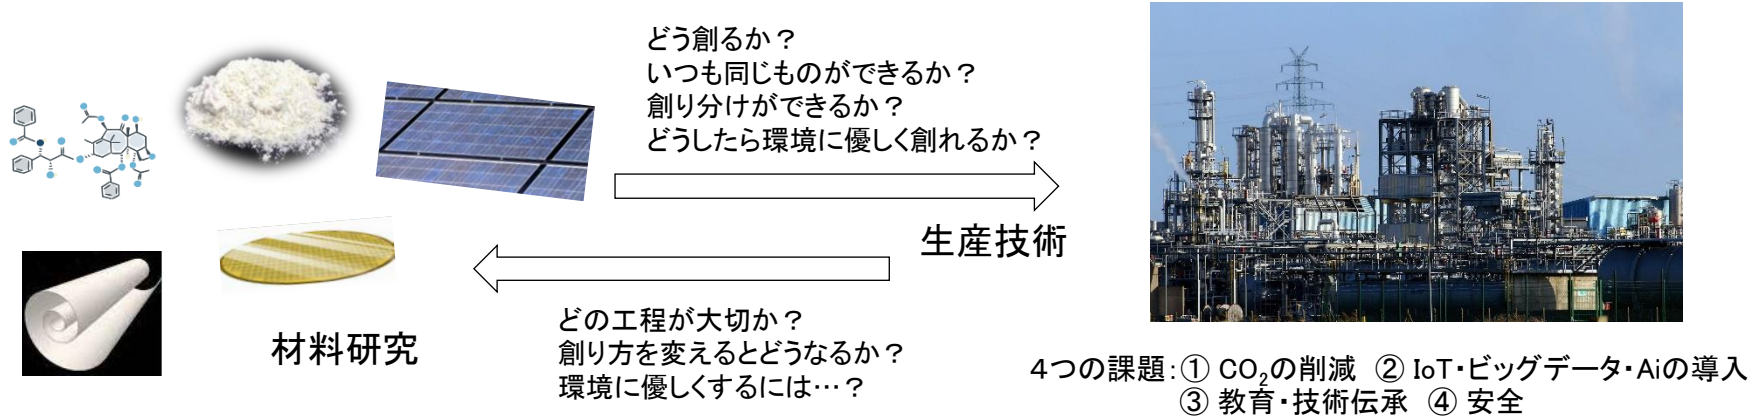 どう創るか？
いつも同じものができるか？
創り分けができるか？
どうしたら環境に優しく創れるか？
生産技術
材料研究
どの工程が大切か？
創り方を変えるとどうなるか？
環境に優しくするには…？
４つの課題：① CO₂の削減 ② IoT・ビッグデータ・Aiの導入
③ 教育・技術伝承 ④ 安全